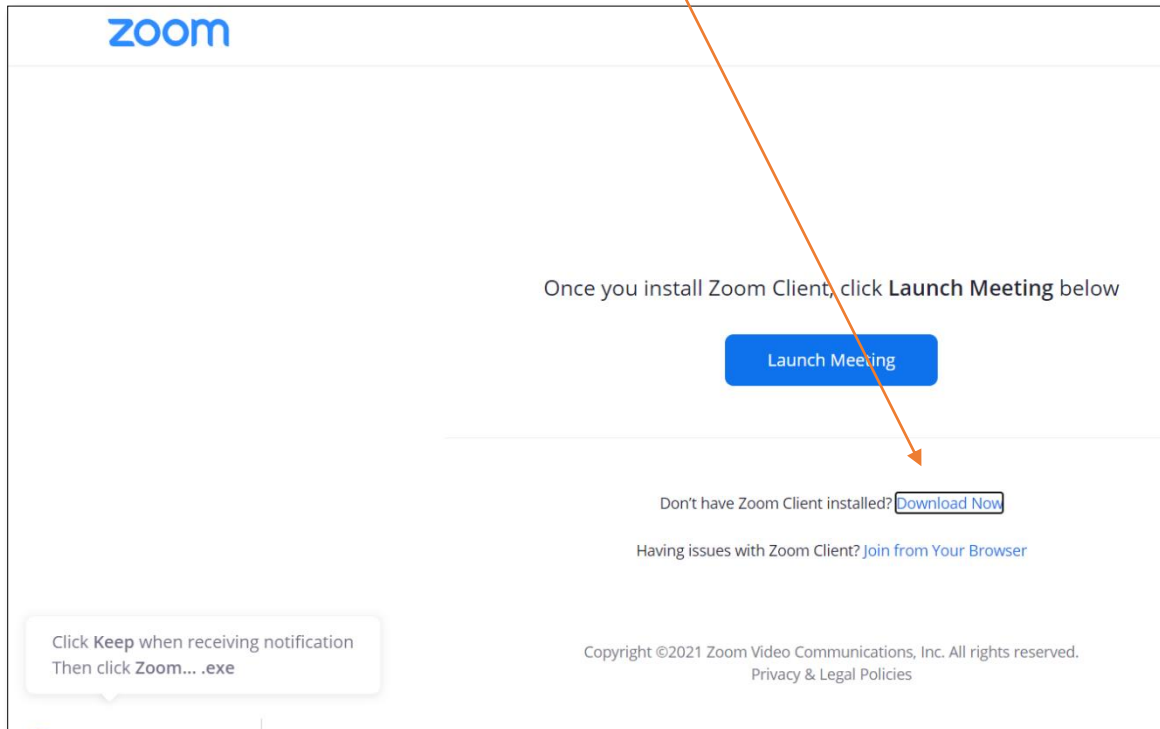 zoom
Once you install Zoom Client, click Launch Meeting below
Launch Meeting
Don't have Zoom Client installed? Download Now
Having issues with Zoom Client? Join from Your Browser
Click Keep when receiving notification
Then click Zoom... .exe
Copyright ©2021 Zoom Video Communications, Inc. All rights reserved.
Privacy & Legal Policies